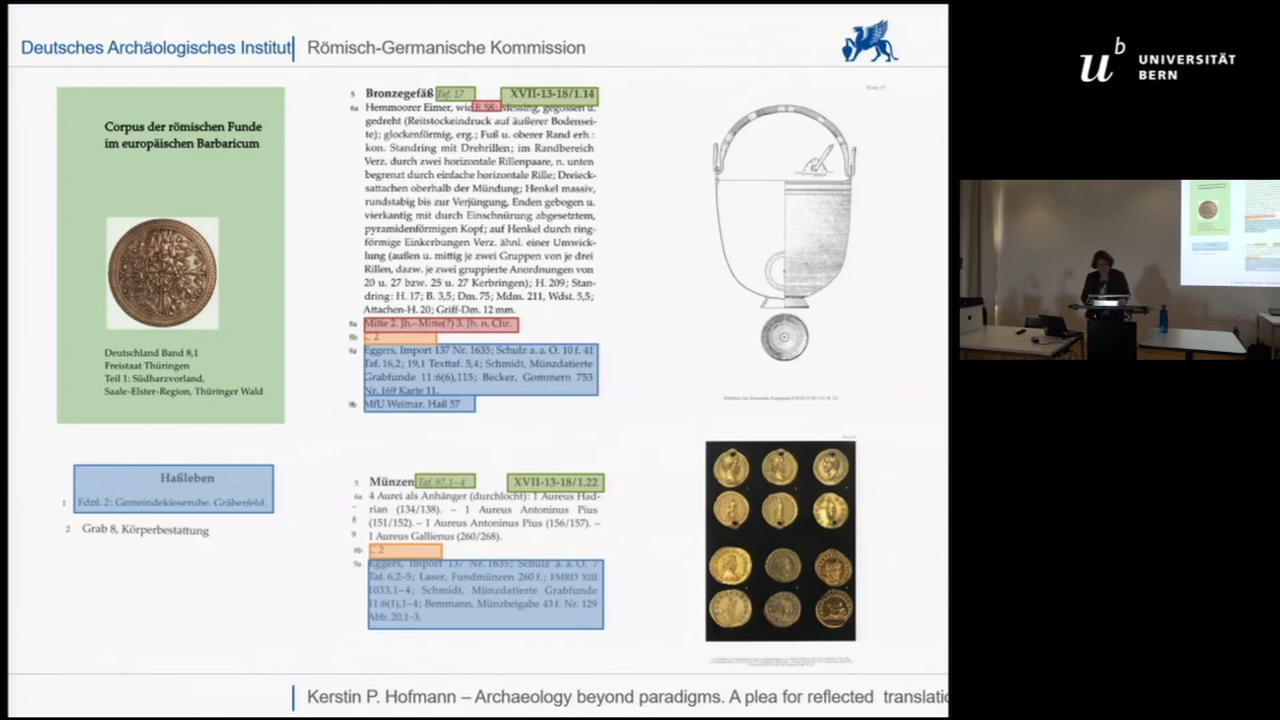 Deutsches Archäologisches Institut
Römisch-Germanische Kommission
u b UNIVERSITÄT
BERN
Corpus der römischen Funde
im europäischen Barbaricum
Deutschland Band 8,1
Freistaat Thüringen
Teil 1: Südharzvorland,
Saale-Elster-Region, Thüringer Wald
Haßleben
1 Fdpl. 2: Gemeindekiesgrube. Gräberfeld.
2 Grab 8, Körperbestattung
5 Bronzegefäß Taf. 17 XVII-13-18/1.14
6a Hemmoorer Eimer, wie E 58; Messing, gegossen u.
gedreht (Reitstockeindruck auf äußerer Bodensei-
te); glockenförmig, erg.; Fuß u. oberer Rand erh.:
kon. Standring mit Drehrillen; im Randbereich
Verz. durch zwei horizontale Rillenpaare, n. unten
begrenzt durch einfache horizontale Rille; Dreieck-
sattachen oberhalb der Mündung; Henkel massiv,
rundstabig bis zur Verjüngung, Enden gebogen u.
vierkantig mit durch Einschnürung abgesetztem,
pyramidenförmigen Kopf; auf Henkel durch ring-
förmige Einkerbungen Verz. ähnl. einer Umwick-
lung (außen u. mittig je zwei Gruppen von je drei
Rillen, dazw. je zwei gruppierte Anordnungen von
20 u. 27 bzw. 25 u. 27 Kerbringen); H. 209; Stan-
dring: H. 17; B. 3,5; Dm. 75; Mdm. 211, Wdst. 5,5;
Attachen-H. 20; Griff-Dm. 12 mm.
8a Mitte 2. Jh.–Mitte(?) 3. Jh. n. Chr.
8b C 2
9a Eggers, Import 137 Nr. 1635; Schulz a. a. O. 10 f. 41
Taf. 16,2; 19,1 Texttaf. 5,4; Schmidt, Münzdatierte
Grabfunde 11:6(6),115; Becker, Gommern 753
Nr. 169 Karte 11.
9b MfU Weimar, Haß 57
5 Münzen Taf. 97,1–4 XVII-13-18/1.22
6a 4 Aurei als Anhänger (durchlocht): 1 Aureus Had-
rian (134/138). – 1 Aureus Antoninus Pius
8 (151/152). – 1 Aureus Antoninus Pius (156/157). –
9 1 Aureus Gallienus (260/268).
8b C 2
9a Eggers, Import 137 Nr. 1635; Schulz a. a. O. 7
Taf. 6,2–5; Laser, Fundmünzen 260 f.; FMRD XIII
1033,1–4; Schmidt, Münzdatierte Grabfunde
11:6(1),1–4; Bemmann, Münzbeigabe 43 f. Nr. 129
Abb. 20,1–3.
Kerstin P. Hofmann – Archaeology beyond paradigms. A plea for reflected translatio